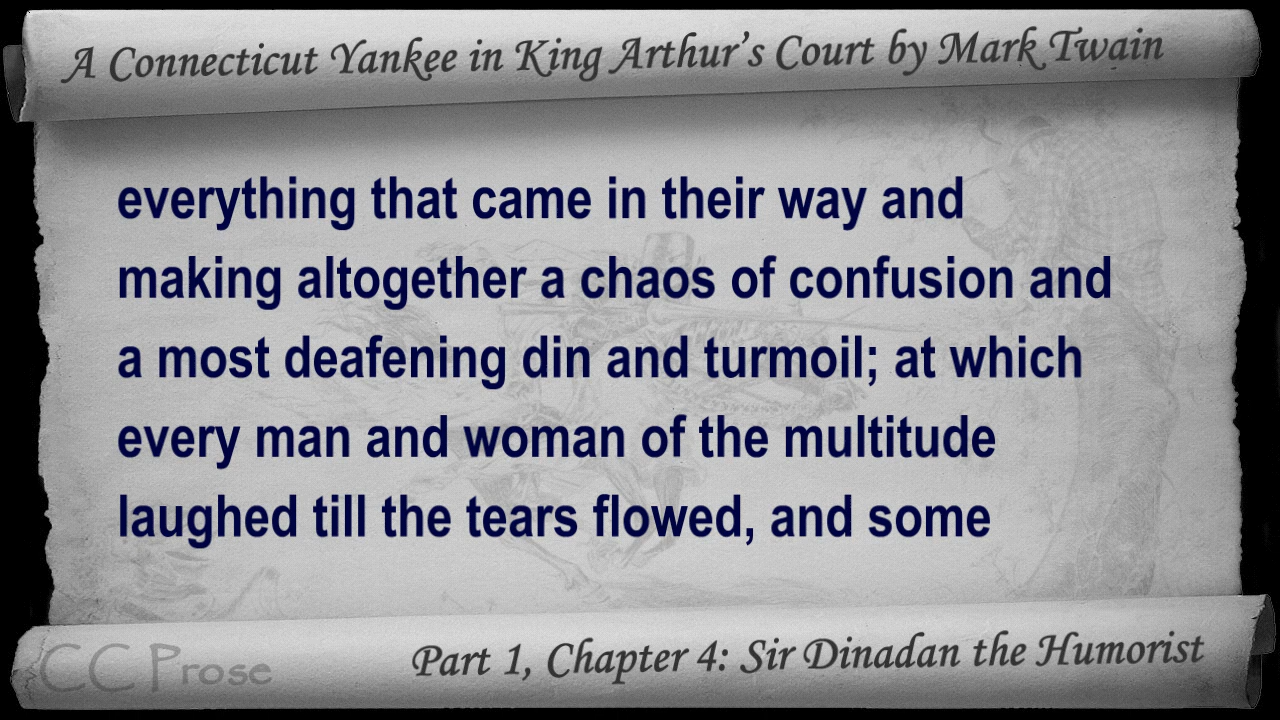 A Connecticut Yankee in King Arthur's Court by Mark Twain
everything that came in their way and
making altogether a chaos of confusion and
a most deafening din and turmoil; at which
every man and woman of the multitude
laughed till the tears flowed, and some
CC Prose
Part 1, Chapter 4: Sir Dinadan the Humorist